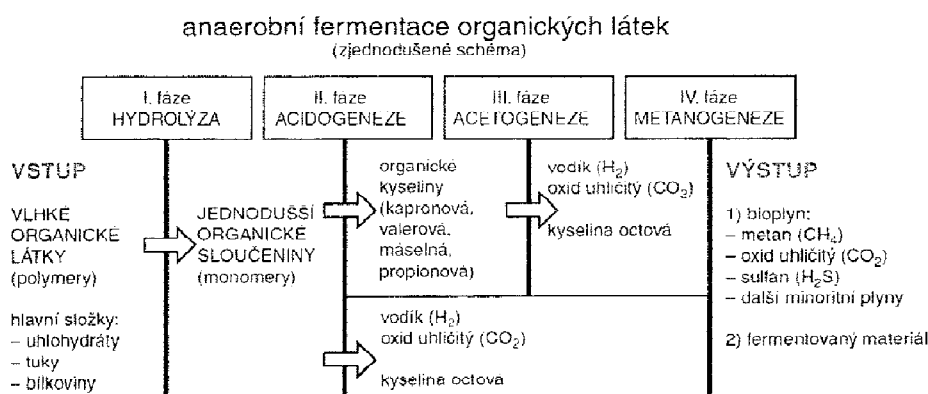 anaerobní fermentace organických látek
(zjednodušené schéma)
I. fáze
HYDROLÝZA
II. fáze
ACIDOGENEZE
III. fáze
ACETOGENEZE
IV. fáze
METANOGENEZE
VSTUP
VLHKÉ
ORGANICKÉ
LÁTKY
(polymery)
hlavní složky:
– uhlohydráty
– tuky
– bílkoviny
JEDNODUŠŠÍ
ORGANICKÉ
SLOUČENINY
(monomery)
organické
kyseliny
(kapronová,
valerová,
máselná,
propionová)
vodík (H₂)
oxid uhličitý (CO₂)
kyselina octová
vodík (H₂)
oxid uhličitý (CO₂)
kyselina octová
VÝSTUP
1) bioplyn:
– metan (CH₄)
– oxid uhličitý (CO₂)
– sulfan (H₂S)
– další minoritní plyny
2) fermentovaný materiál